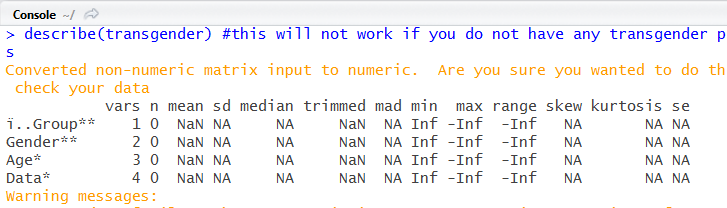 Console ~/
> describe(transgender) #this will not work if you do not have any transgender p
s
Converted non-numeric matrix input to numeric.  Are you sure you wanted to do th
 check your data
vars n mean sd median trimmed mad min max range skew kurtosis se
ï..Group** 1 0 NaN NA NA NaN NA Inf -Inf -Inf NA NA NA
Gender** 2 0 NaN NA NA NaN NA Inf -Inf -Inf NA NA NA
Age* 3 0 NaN NA NA NaN NA Inf -Inf -Inf NA NA NA
Data* 4 0 NaN NA NA NaN NA Inf -Inf -Inf NA NA NA
Warning messages: